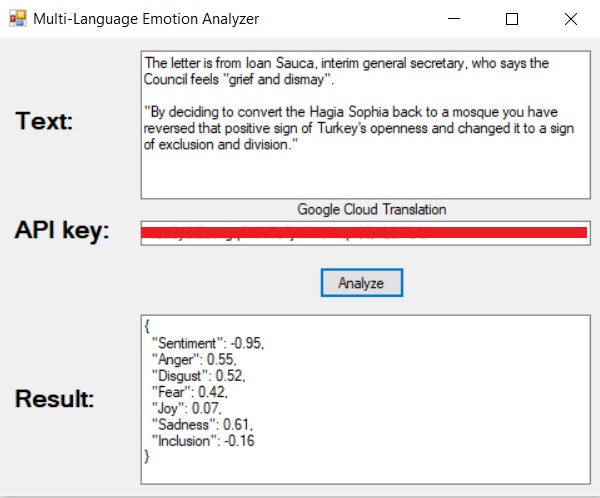 Multi-Language Emotion Analyzer
Text:
The letter is from Ioan Sauca, interim general secretary, who says the
Council feels "grief and dismay".
"By deciding to convert the Hagia Sophia back to a mosque you have
reversed that positive sign of Turkey's openness and changed it to a sign
of exclusion and division."
Google Cloud Translation
API key:
Analyze
Result:
{
"Sentiment": -0.95,
"Anger": 0.55,
"Disgust": 0.52,
"Fear": 0.42,
"Joy": 0.07,
"Sadness": 0.61,
"Inclusion": -0.16
}